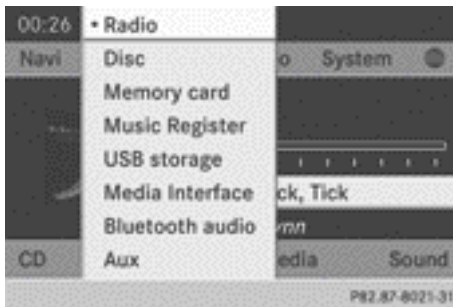 00:26 • Radio
Navi Disc o System
Memory card
Music Register
USB storage
Media Interface ck, Tick
Bluetooth audio mn
CD Aux edia Sound
P82.87-8021-31